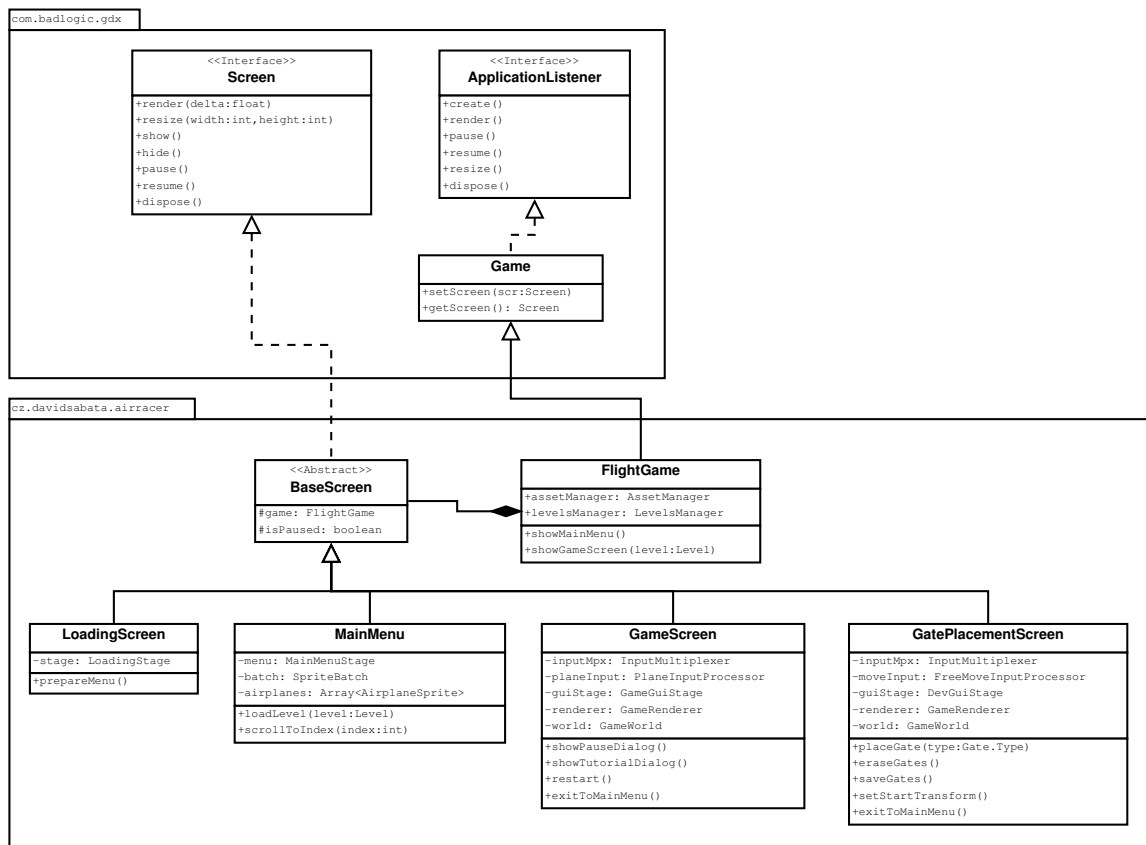 com.badlogic.gdx
<<Interface>>
Screen
+render(delta:float)
+resize(width:int,height:int)
+show()
+hide()
+pause()
+resume()
+dispose()
<<Interface>>
ApplicationListener
+create()
+render()
+pause()
+resume()
+resize()
+dispose()
Game
+setScreen(scr:Screen)
+getScreen(): Screen
cz.davidsabata.airracer
<<Abstract>>
BaseScreen
#game: FlightGame
#isPaused: boolean
FlightGame
+assetManager: AssetManager
+levelsManager: LevelsManager
+showMainMenu()
+showGameScreen(level:Level)
LoadingScreen
-stage: LoadingStage
+prepareMenu()
MainMenu
-menu: MainMenuStage
-batch: SpriteBatch
-airplanes: Array<AirplaneSprite>
+loadLevel(level:Level)
+scrollToIndex(index:int)
GameScreen
-inputMpx: InputMultiplexer
-planeInput: PlaneInputProcessor
-guiStage: GameGuiStage
-renderer: GameRenderer
-world: GameWorld
+showPauseDialog()
+showTutorialDialog()
+restart()
+exitToMainMenu()
GatePlacementScreen
-inputMpx: InputMultiplexer
-moveInput: FreeMoveInputProcessor
-guiStage: DevGuiStage
-renderer: GameRenderer
-world: GameWorld
+placeGate(type:Gate.Type)
+eraseGates()
+saveGates()
+setStartTransform()
+exitToMainMenu()